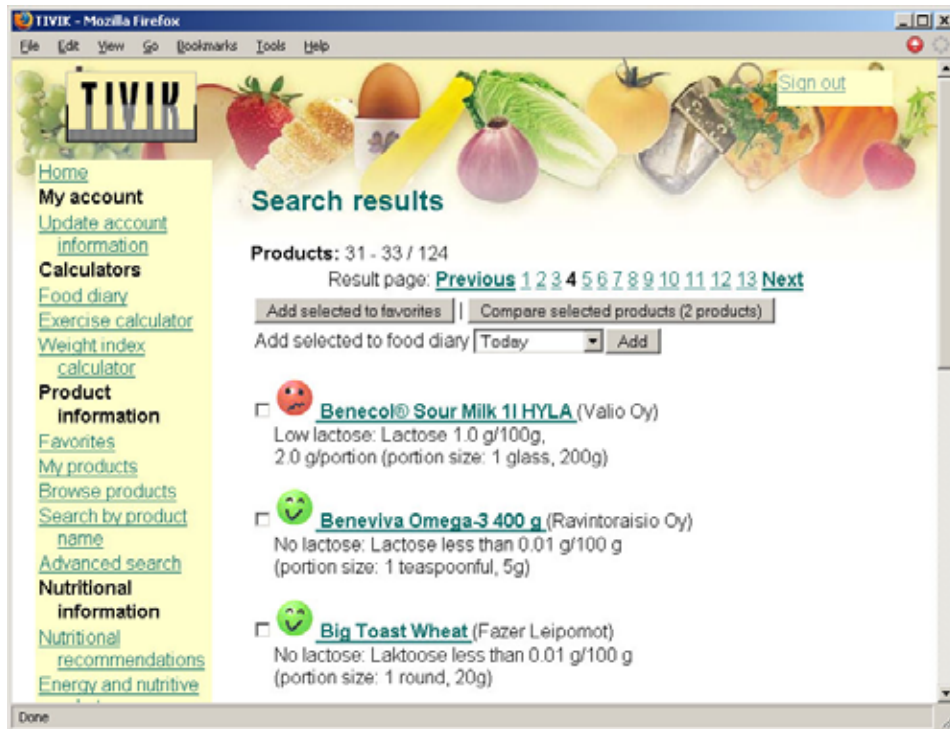 TIVIK - Mozilla Firefox
File Edit View Go Bookmarks Tools Help
TIVIK
Sign out
Home
My account
Update account
information
Calculators
Food diary
Exercise calculator
Weight index
calculator
Product
information
Favorites
My products
Browse products
Search by product
name
Advanced search
Nutritional
information
Nutritional
recommendations
Energy and nutritive
Search results
Products: 31 - 33 / 124
Result page: Previous 1 2 3 4 5 6 7 8 9 10 11 12 13 Next
Add selected to favorites | Compare selected products (2 products)
Add selected to food diary Today Add
Benecol® Sour Milk 1l HYLA (Valio Oy)
Low lactose: Lactose 1.0 g/100g,
2.0 g/portion (portion size: 1 glass, 200g)
Beneviva Omega-3 400 g (Ravintoraisio Oy)
No lactose: Lactose less than 0.01 g/100 g
(portion size: 1 teaspoonful, 5g)
Big Toast Wheat (Fazer Leipomot)
No lactose: Laktoose less than 0.01 g/100 g
(portion size: 1 round, 20g)
Done